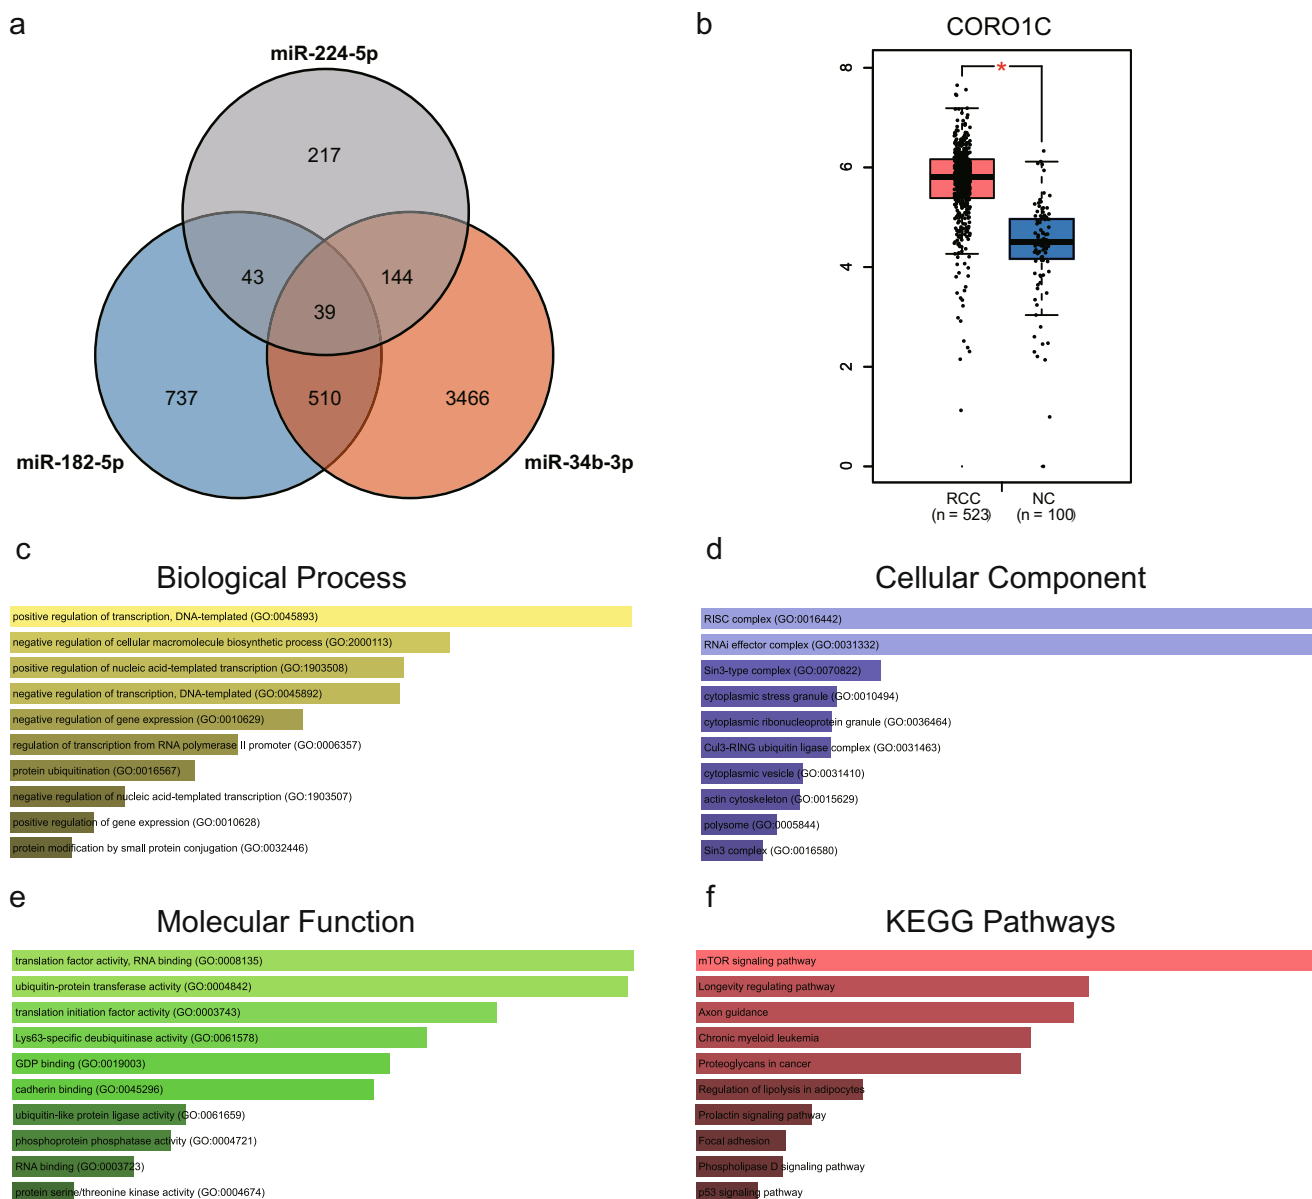 a
miR-224-5p
217
43
144
39
737
510
3466
miR-182-5p
miR-34b-3p
b
CORO1C
8
6
4
2
0
*
RCC
(n = 523)
NC
(n = 100)
c
Biological Process
positive regulation of transcription, DNA-templated (GO:0045893)
negative regulation of cellular macromolecule biosynthetic process (GO:2000113)
positive regulation of nucleic acid-templated transcription (GO:1903508)
negative regulation of transcription, DNA-templated (GO:0045892)
negative regulation of gene expression (GO:0010629)
regulation of transcription from RNA polymerase II promoter (GO:0006357)
protein ubiquitination (GO:0016567)
negative regulation of nucleic acid-templated transcription (GO:1903507)
positive regulation of gene expression (GO:0010628)
protein modification by small protein conjugation (GO:0032446)
d
Cellular Component
RISC complex (GO:0016442)
RNAi effector complex (GO:0031332)
Sin3-type complex (GO:0070822)
cytoplasmic stress granule (GO:0010494)
cytoplasmic ribonucleoprotein granule (GO:0036464)
Cul3-RING ubiquitin ligase complex (GO:0031463)
cytoplasmic vesicle (GO:0031410)
actin cytoskeleton (GO:0015629)
polysome (GO:0005844)
Sin3 complex (GO:0016580)
e
Molecular Function
translation factor activity, RNA binding (GO:0008135)
ubiquitin-protein transferase activity (GO:0004842)
translation initiation factor activity (GO:0003743)
Lys63-specific deubiquitinase activity (GO:0061578)
GDP binding (GO:0019003)
cadherin binding (GO:0045296)
ubiquitin-like protein ligase activity (GO:0061659)
phosphoprotein phosphatase activity (GO:0004721)
RNA binding (GO:0003723)
protein serine/threonine kinase activity (GO:0004674)
f
KEGG Pathways
mTOR signaling pathway
Longevity regulating pathway
Axon guidance
Chronic myeloid leukemia
Proteoglycans in cancer
Regulation of lipolysis in adipocytes
Prolactin signaling pathway
Focal adhesion
Phospholipase D signaling pathway
p53 signaling pathway